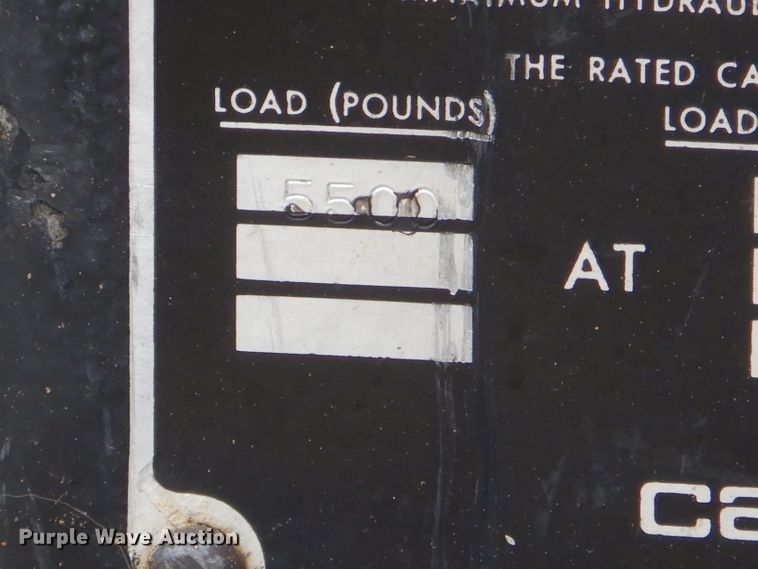 THE RATED CA
LOAD (POUNDS)
LOAD
5500
AT
ca
Purple Wave Auction